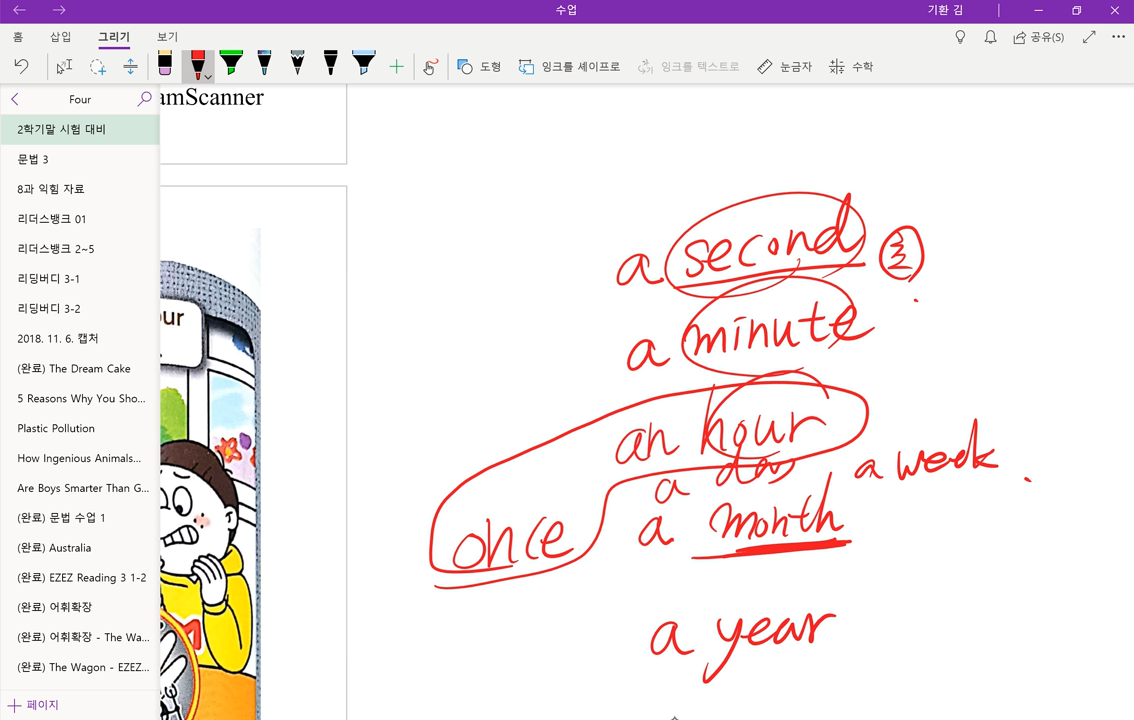 수업
기환 김
홈 삽입 그리기 보기
공유(S)
도형 잉크를 셰이프로 잉크를 텍스트로 눈금자 수학
Four
2학기말 시험 대비
문법 3
8과 익힘 자료
리더스뱅크 01
리더스뱅크 2~5
리딩버디 3-1
리딩버디 3-2
2018. 11. 6. 캡처
(완료) The Dream Cake
5 Reasons Why You Sho...
Plastic Pollution
How Ingenious Animals...
Are Boys Smarter Than G...
(완료) 문법 수업 1
(완료) Australia
(완료) EZEZ Reading 3 1-2
(완료) 어휘확장
(완료) 어휘확장 - The Wa...
(완료) The Wagon - EZEZ...
페이지
amScanner
our
a second 초
a minute
an hour
a day a week
once a month
a year